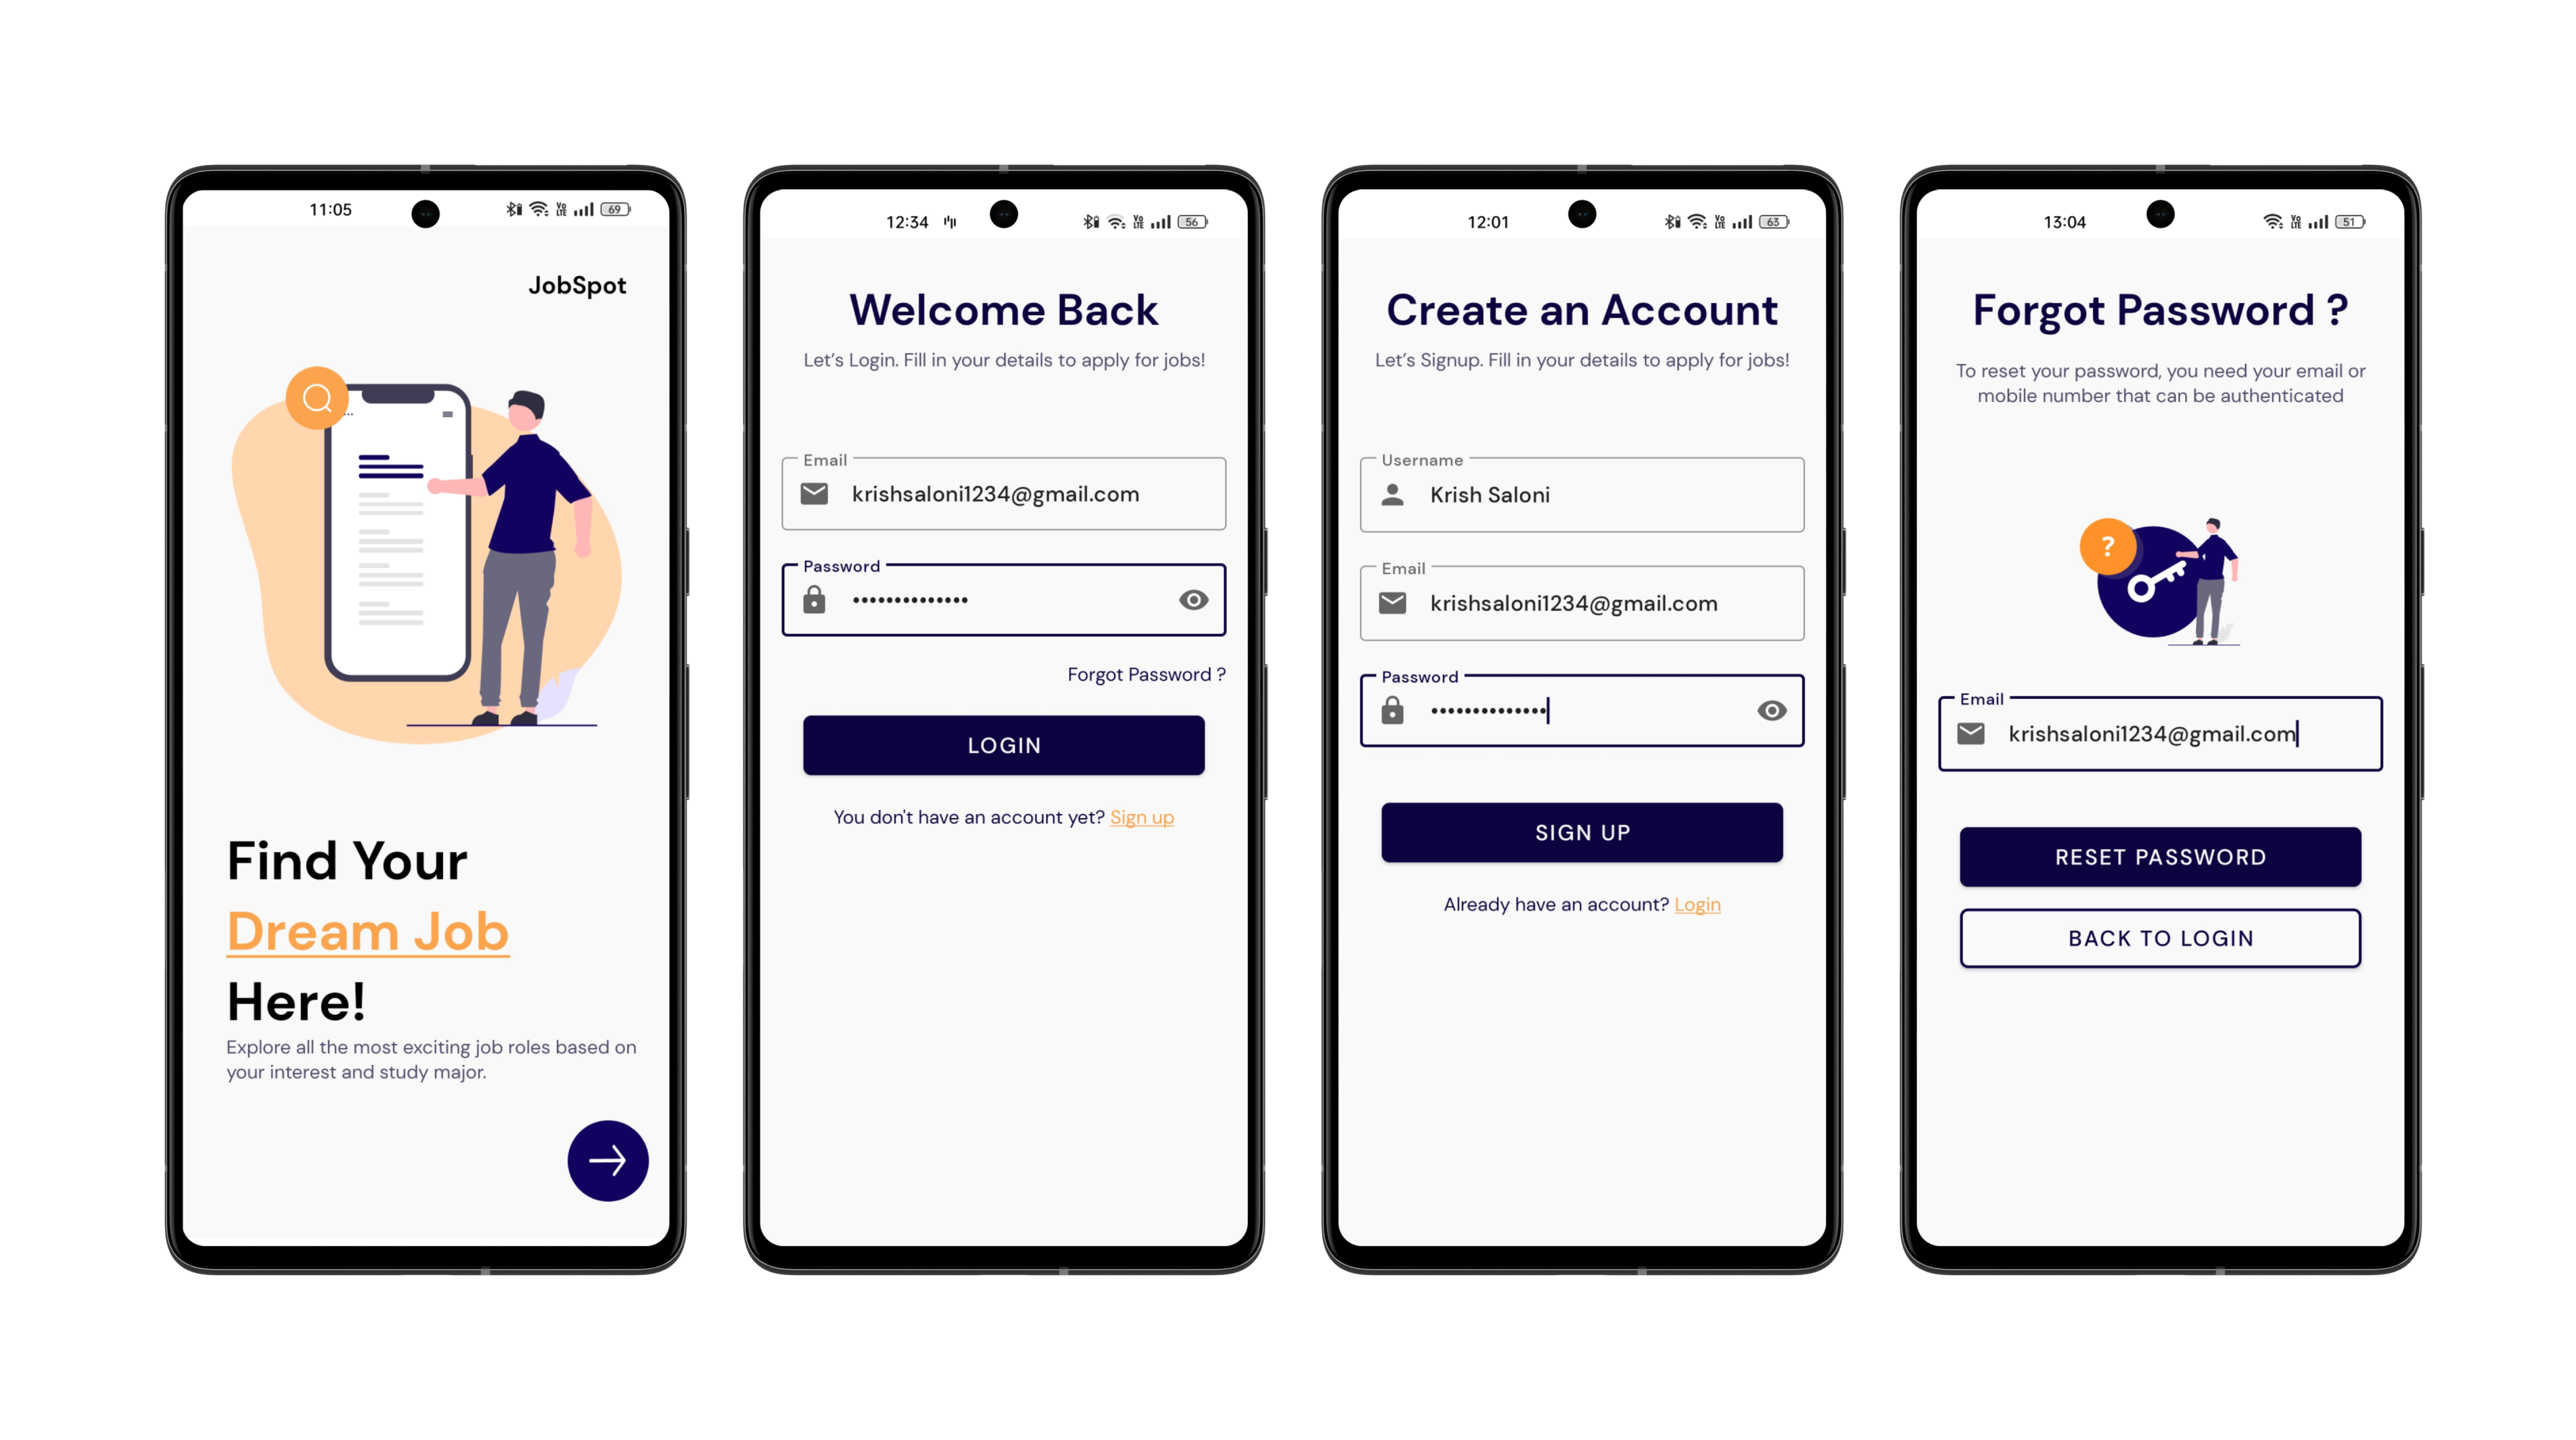 11:05
69
JobSpot
Find Your
Dream Job
Here!
Explore all the most exciting job roles based on
your interest and study major.
12:34
56
Welcome Back
Let’s Login. Fill in your details to apply for jobs!
Email
krishsaloni1234@gmail.com
Password
••••••••••••••
Forgot Password ?
LOGIN
You don't have an account yet? Sign up
12:01
63
Create an Account
Let’s Signup. Fill in your details to apply for jobs!
Username
Krish Saloni
Email
krishsaloni1234@gmail.com
Password
••••••••••••••
SIGN UP
Already have an account? Login
13:04
51
Forgot Password ?
To reset your password, you need your email or
mobile number that can be authenticated
?
Email
krishsaloni1234@gmail.com
RESET PASSWORD
BACK TO LOGIN